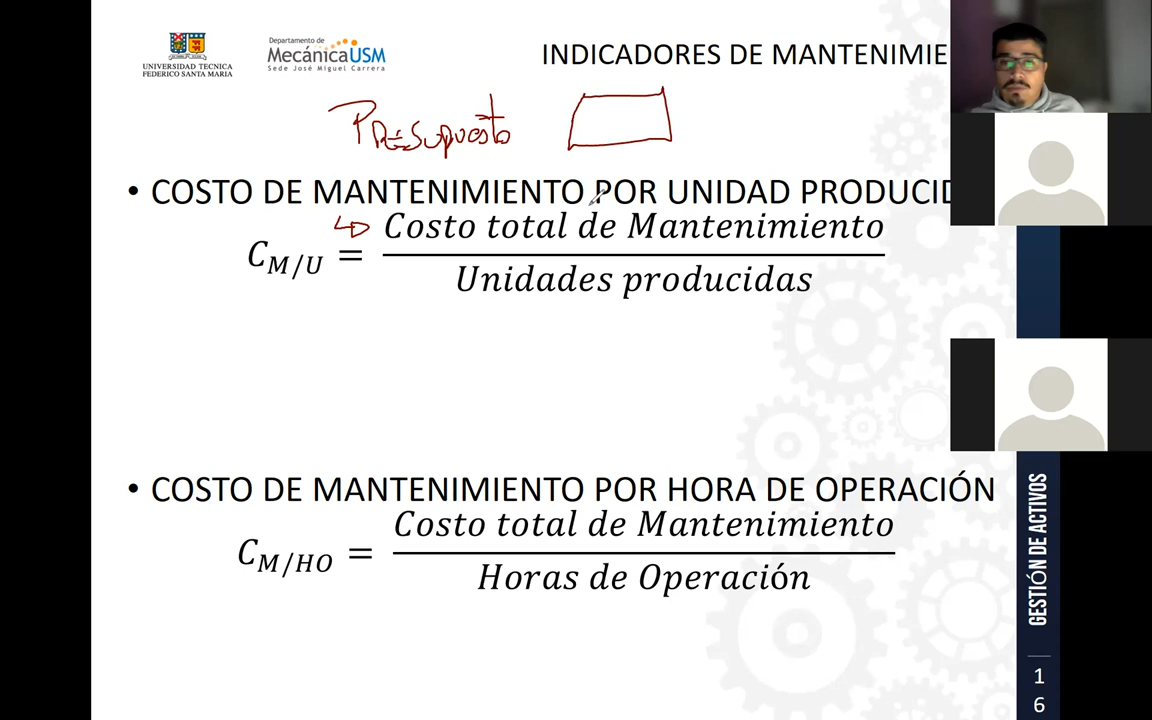 UNIVERSIDAD TECNICA
FEDERICO SANTA MARIA
Departamento de
MecánicaUSM
Sede José Miguel Carrera
INDICADORES DE MANTENIMIE
Presupuesto
• COSTO DE MANTENIMIENTO POR UNIDAD PRODUCID
C_{M/U} = \frac{Costo total de Mantenimiento}{Unidades producidas}
• COSTO DE MANTENIMIENTO POR HORA DE OPERACIÓN
C_{M/HO} = \frac{Costo total de Mantenimiento}{Horas de Operación}
GESTIÓN DE ACTIVOS
1
6